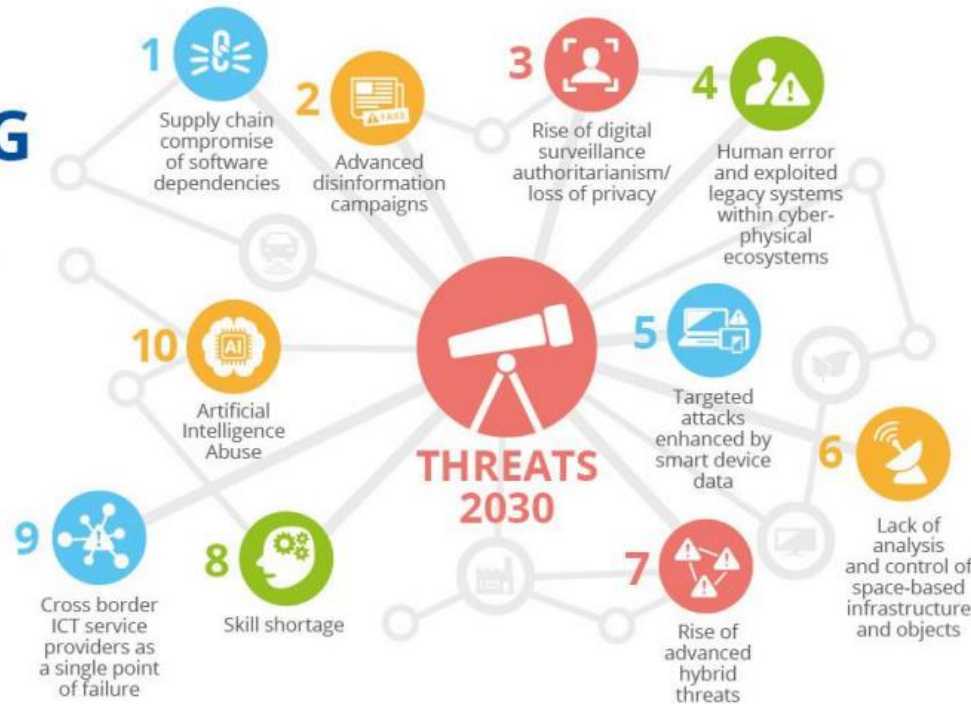 G
1
Supply chain
compromise
of software
dependencies
2
FAKE
Advanced
disinformation
campaigns
3
Rise of digital
surveillance
authoritarianism/
loss of privacy
4
Human error
and exploited
legacy systems
within cyber-
physical
ecosystems
10
AI
Artificial
Intelligence
Abuse
THREATS
2030
5
Targeted
attacks
enhanced by
smart device
data
6
Lack of
analysis
and control of
space-based
infrastructure
and objects
9
Cross border
ICT service
providers as
a single point
of failure
8
Skill shortage
7
Rise of
advanced
hybrid
threats